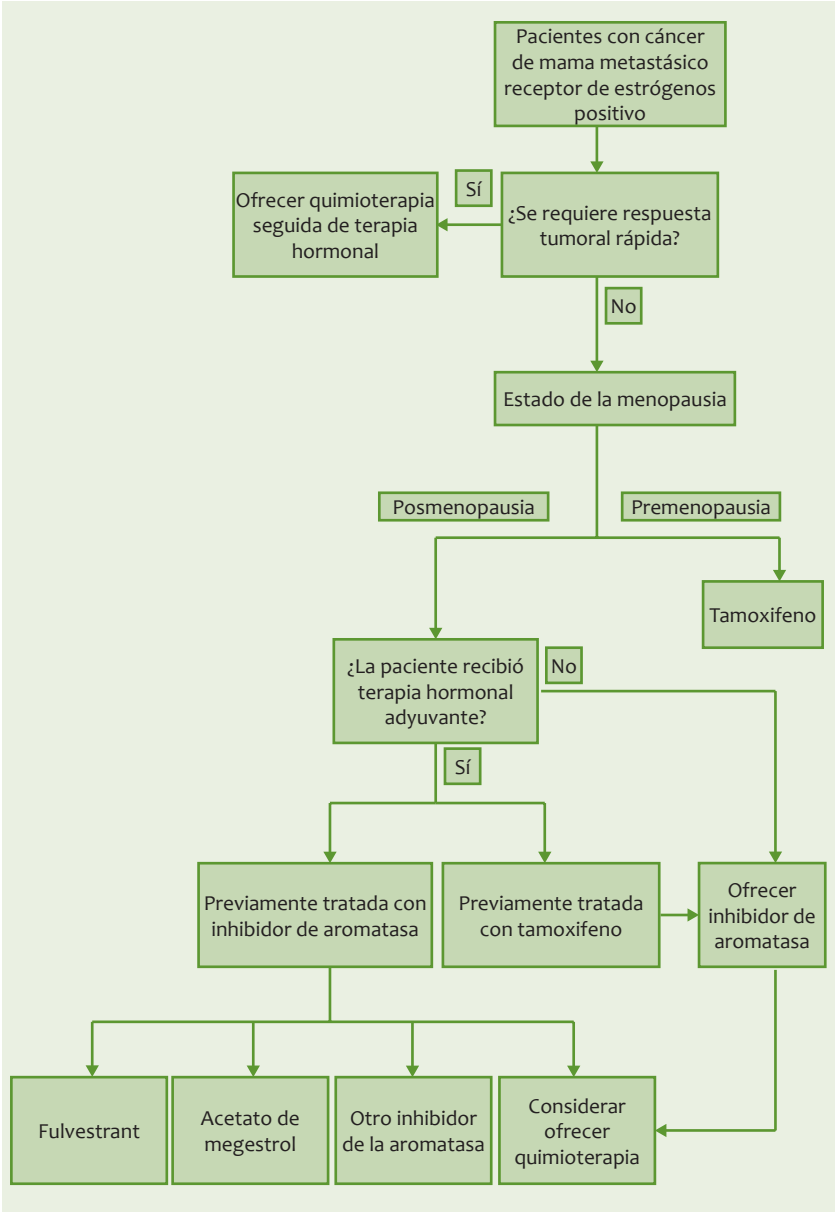 Pacientes con cáncer
de mama metastásico
receptor de estrógenos
positivo
Sí
Ofrecer quimioterapia
seguida de terapia
hormonal
¿Se requiere respuesta
tumoral rápida?
No
Estado de la menopausia
Posmenopausia
Premenopausia
Tamoxifeno
¿La paciente recibió
terapia hormonal
adyuvante?
No
Sí
Previamente tratada con
inhibidor de aromatasa
Previamente tratada
con tamoxifeno
Ofrecer
inhibidor de
aromatasa
Fulvestrant
Acetato de
megestrol
Otro inhibidor
de la aromatasa
Considerar
ofrecer
quimioterapia